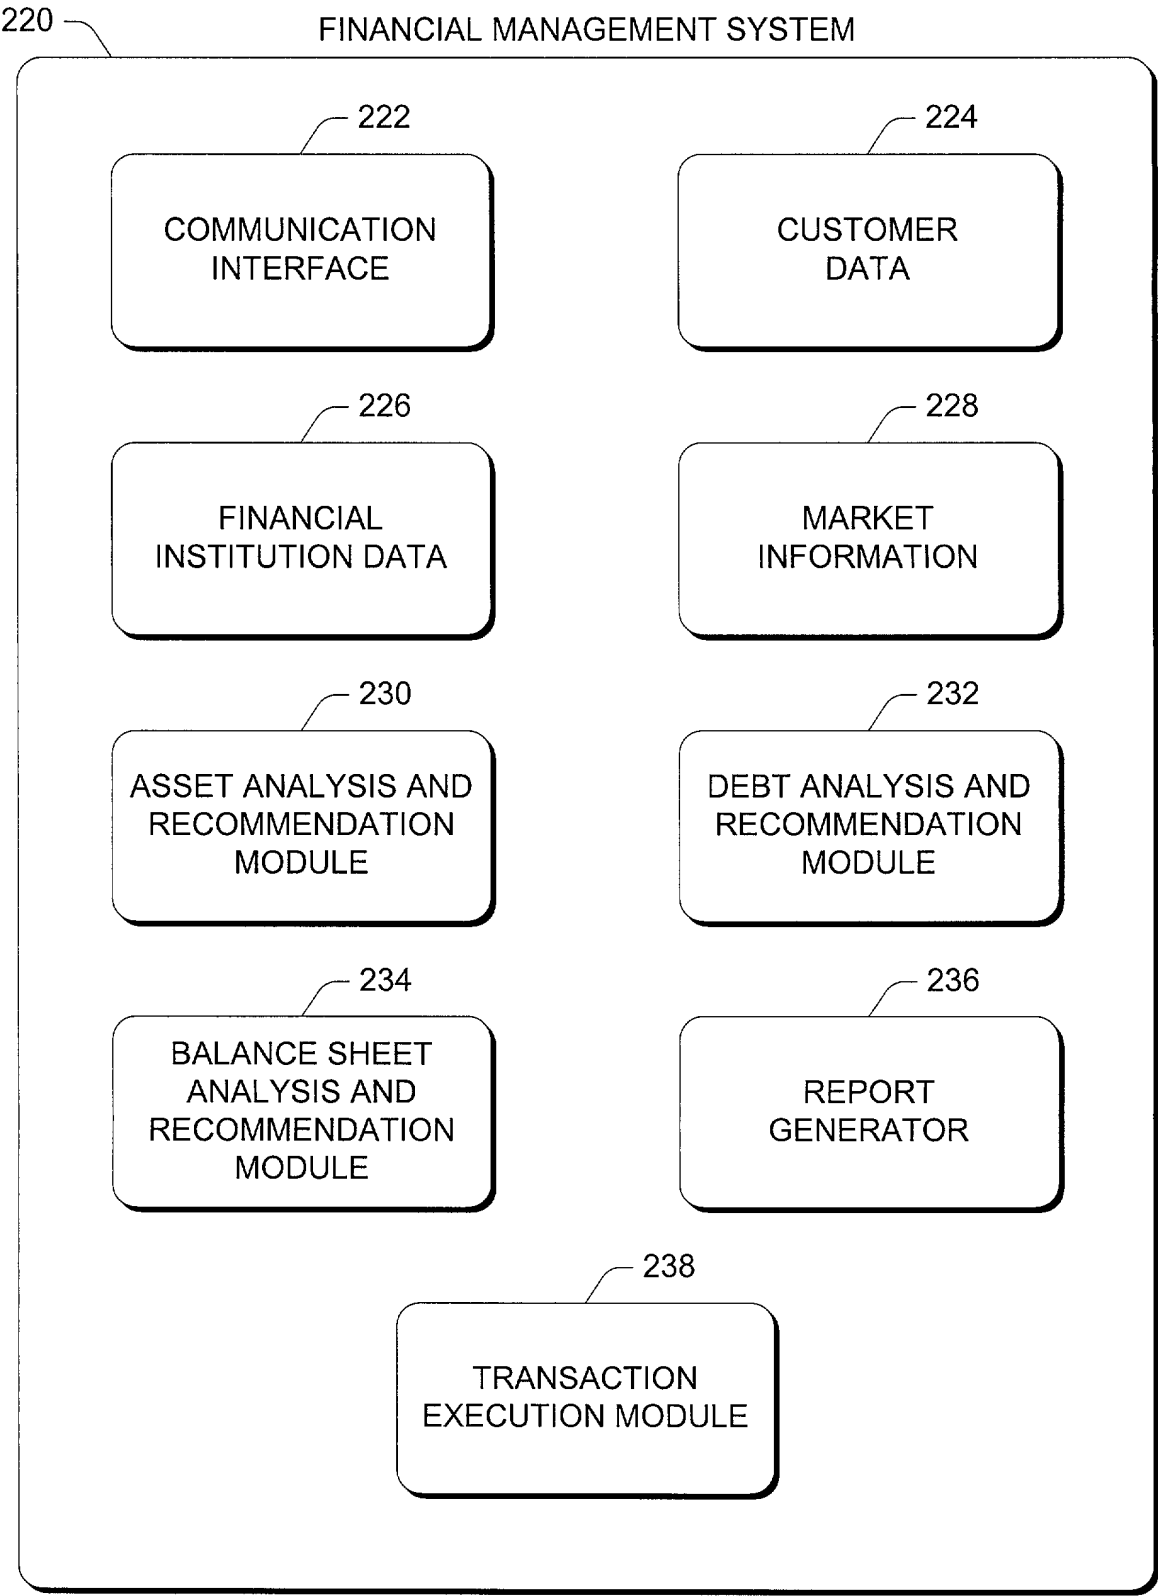 220
FINANCIAL MANAGEMENT SYSTEM
222
COMMUNICATION
INTERFACE
224
CUSTOMER
DATA
226
FINANCIAL
INSTITUTION DATA
228
MARKET
INFORMATION
230
ASSET ANALYSIS AND
RECOMMENDATION
MODULE
232
DEBT ANALYSIS AND
RECOMMENDATION
MODULE
234
BALANCE SHEET
ANALYSIS AND
RECOMMENDATION
MODULE
236
REPORT
GENERATOR
238
TRANSACTION
EXECUTION MODULE